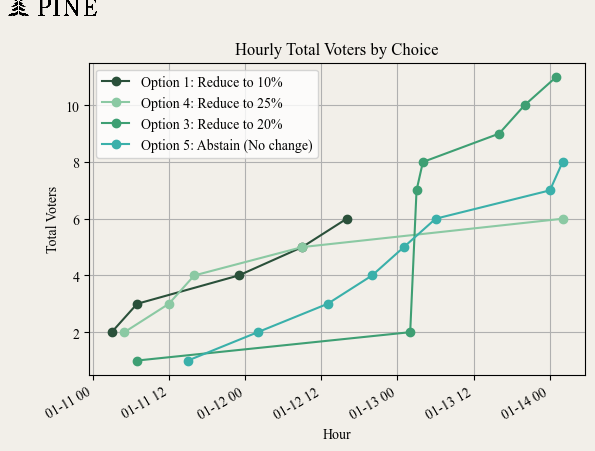 PINE
Hourly Total Voters by Choice
Option 1: Reduce to 10%
Option 4: Reduce to 25%
Option 3: Reduce to 20%
Option 5: Abstain (No change)
Total Voters
10
8
6
4
2
01-11 00
01-11 12
01-12 00
01-12 12
01-13 00
01-13 12
01-14 00
Hour